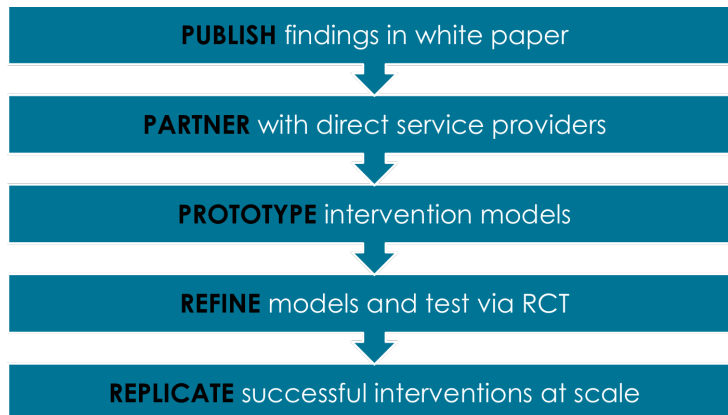 PUBLISH findings in white paper
PARTNER with direct service providers
PROTOTYPE intervention models
REFINE models and test via RCT
REPLICATE successful interventions at scale